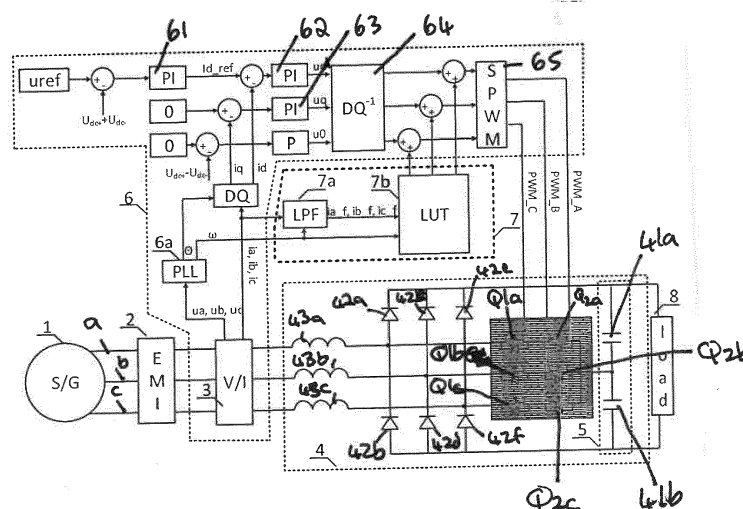 61
62
63
64
65
uref
PI
Id_ref
PI
S P W M
0
PI
uq
DQ⁻¹
0
P
u0
Udc++Udc-
Udc+-Udc-
iq
id
DQ
7a
7b
LPF
ia_f, ib_f, ic_f
LUT
6
6a
Θ
ω
PLL
ia, ib, ic
7
PWM_C
PWM_B
PWM_A
ua, ub, uc
41a
1
a
2
b
c
S/G
E M I
3
V/I
43a
43b
43c
42a
42e
Q1a
Q2a
8
load
Q2b
Q1c
42b
42d
42f
4
5
Q2c
41b